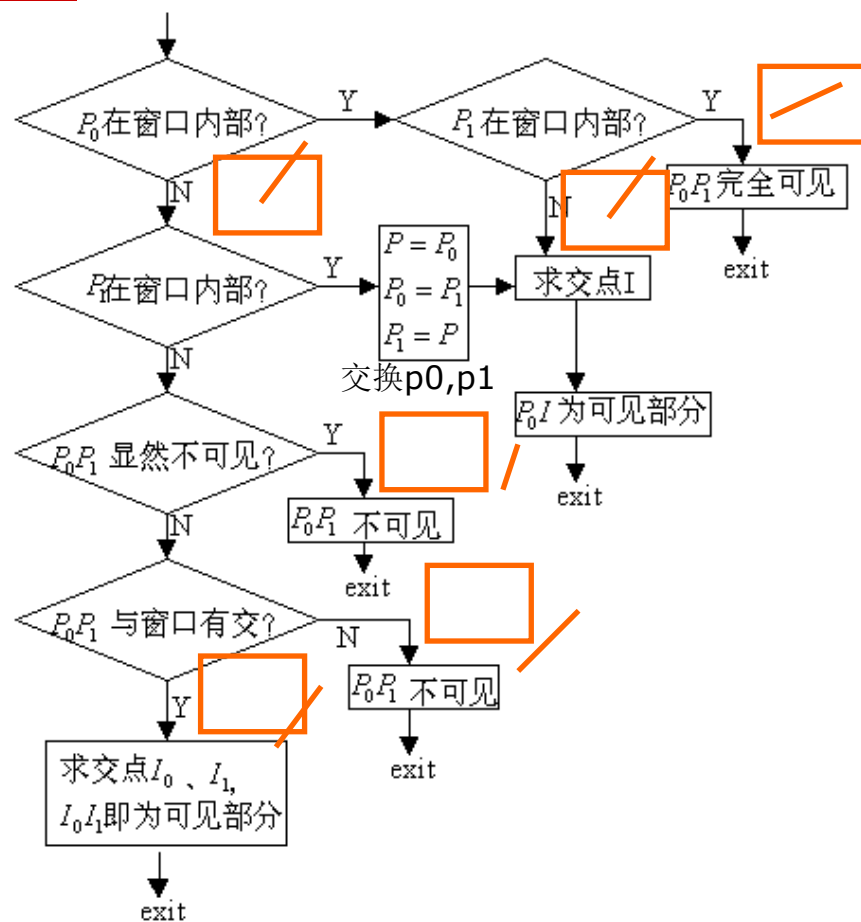 P₀在窗口内部?
Y
P₁在窗口内部?
Y
P₀P₁完全可见
exit
N
N
P₁在窗口内部?
Y
P = P₀
P₀ = P₁
P₁ = P
交换p0,p1
求交点I
P₀I为可见部分
exit
N
P₀P₁ 显然不可见?
Y
P₀P₁ 不可见
exit
N
P₀P₁ 与窗口有交?
N
P₀P₁ 不可见
exit
Y
求交点I₀、I₁,
I₀I₁即为可见部分
exit